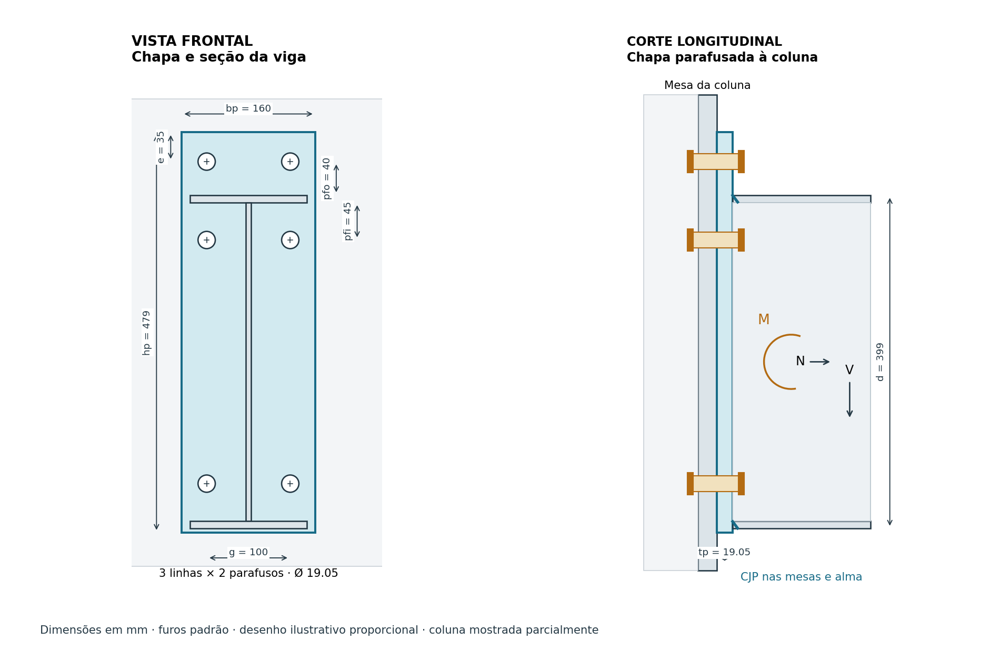 VISTA FRONTAL
Chapa e seção da viga
bp = 160
e = 35
pfo = 40
pfi = 45
hp = 479
g = 100
3 linhas × 2 parafusos · Ø 19.05
CORTE LONGITUDINAL
Chapa parafusada à coluna
Mesa da coluna
M
N
V
d = 399
tp = 19.05
CJP nas mesas e alma
Dimensões em mm · furos padrão · desenho ilustrativo proporcional · coluna mostrada parcialmente